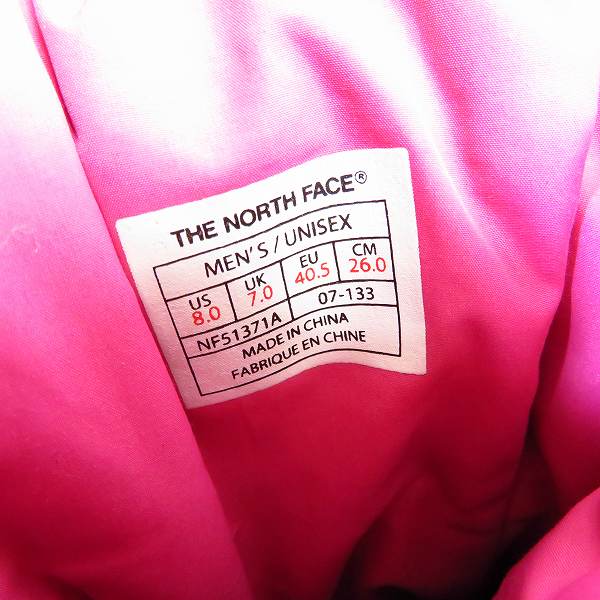 THE NORTH FACE®
MEN'S / UNISEX
US UK EU CM
8.0 7.0 40.5 26.0
NF51371A 07-133
MADE IN CHINA
FABRIQUE EN CHINE